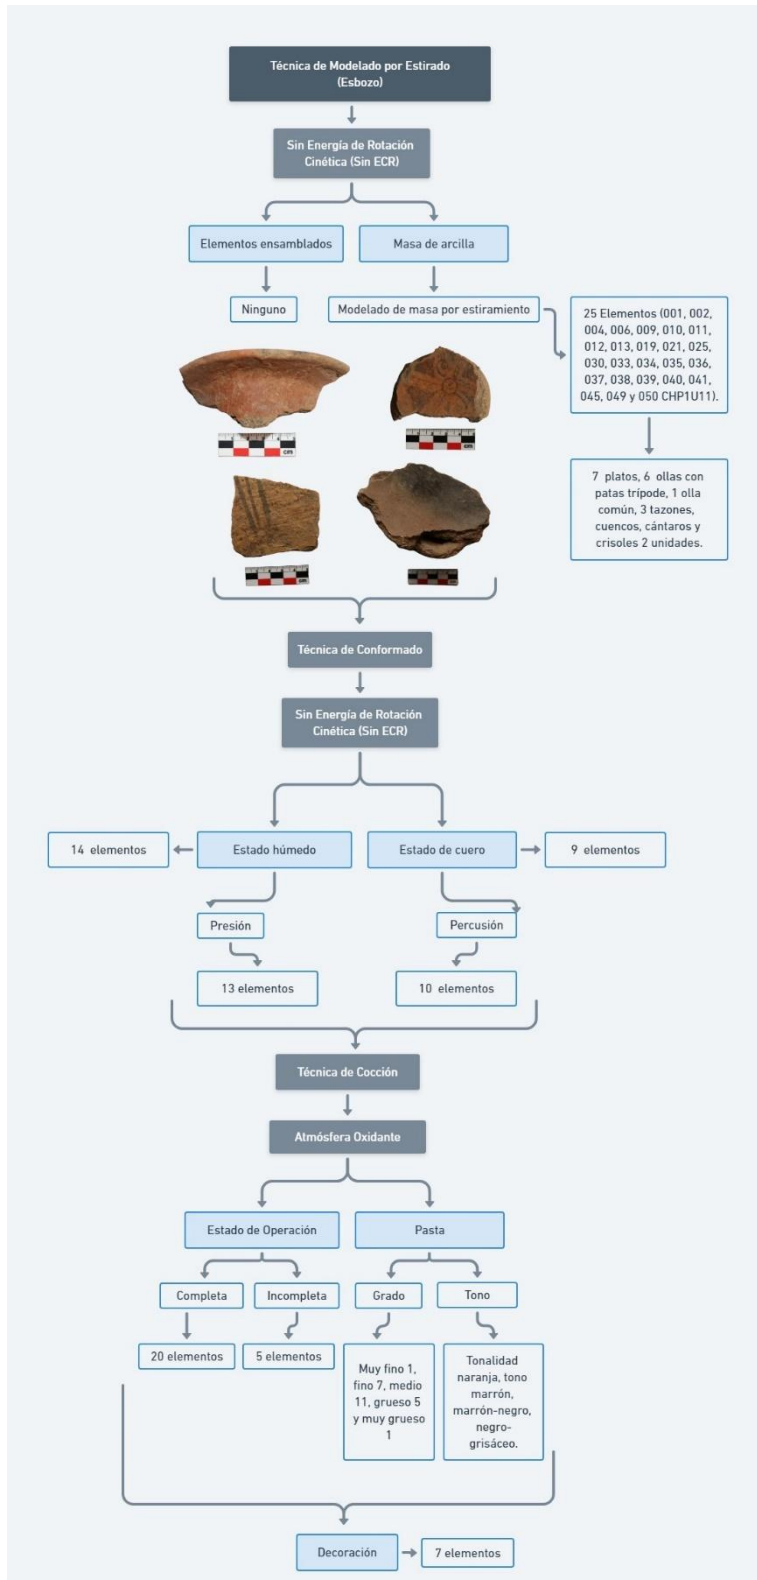 Técnica de Modelado por Estirado
(Esbozo)
Sin Energía de Rotación
Cinética (Sin ECR)
Elementos ensamblados
Masa de arcilla
Ninguno
Modelado de masa por estiramiento
25 Elementos (001, 002,
004, 006, 009, 010, 011,
012, 013, 019, 021, 025,
030, 033, 034, 035, 036,
037, 038, 039, 040, 041,
045, 049 y 050 CHP1U11).
7 platos, 6 ollas con
patas trípode, 1 olla
común, 3 tazones,
cuencos, cántaros y
crisoles 2 unidades.
cm
cm
cm
cm
Técnica de Conformado
Sin Energía de Rotación
Cinética (Sin ECR)
14 elementos
Estado húmedo
Estado de cuero
9 elementos
Presión
Percusión
13 elementos
10 elementos
Técnica de Cocción
Atmósfera Oxidante
Estado de Operación
Pasta
Completa
Incompleta
Grado
Tono
20 elementos
5 elementos
Muy fino 1,
fino 7, medio
11, grueso 5
y muy grueso
1
Tonalidad
naranja, tono
marrón,
marrón-negro,
negro-
grisáceo.
Decoración
7 elementos